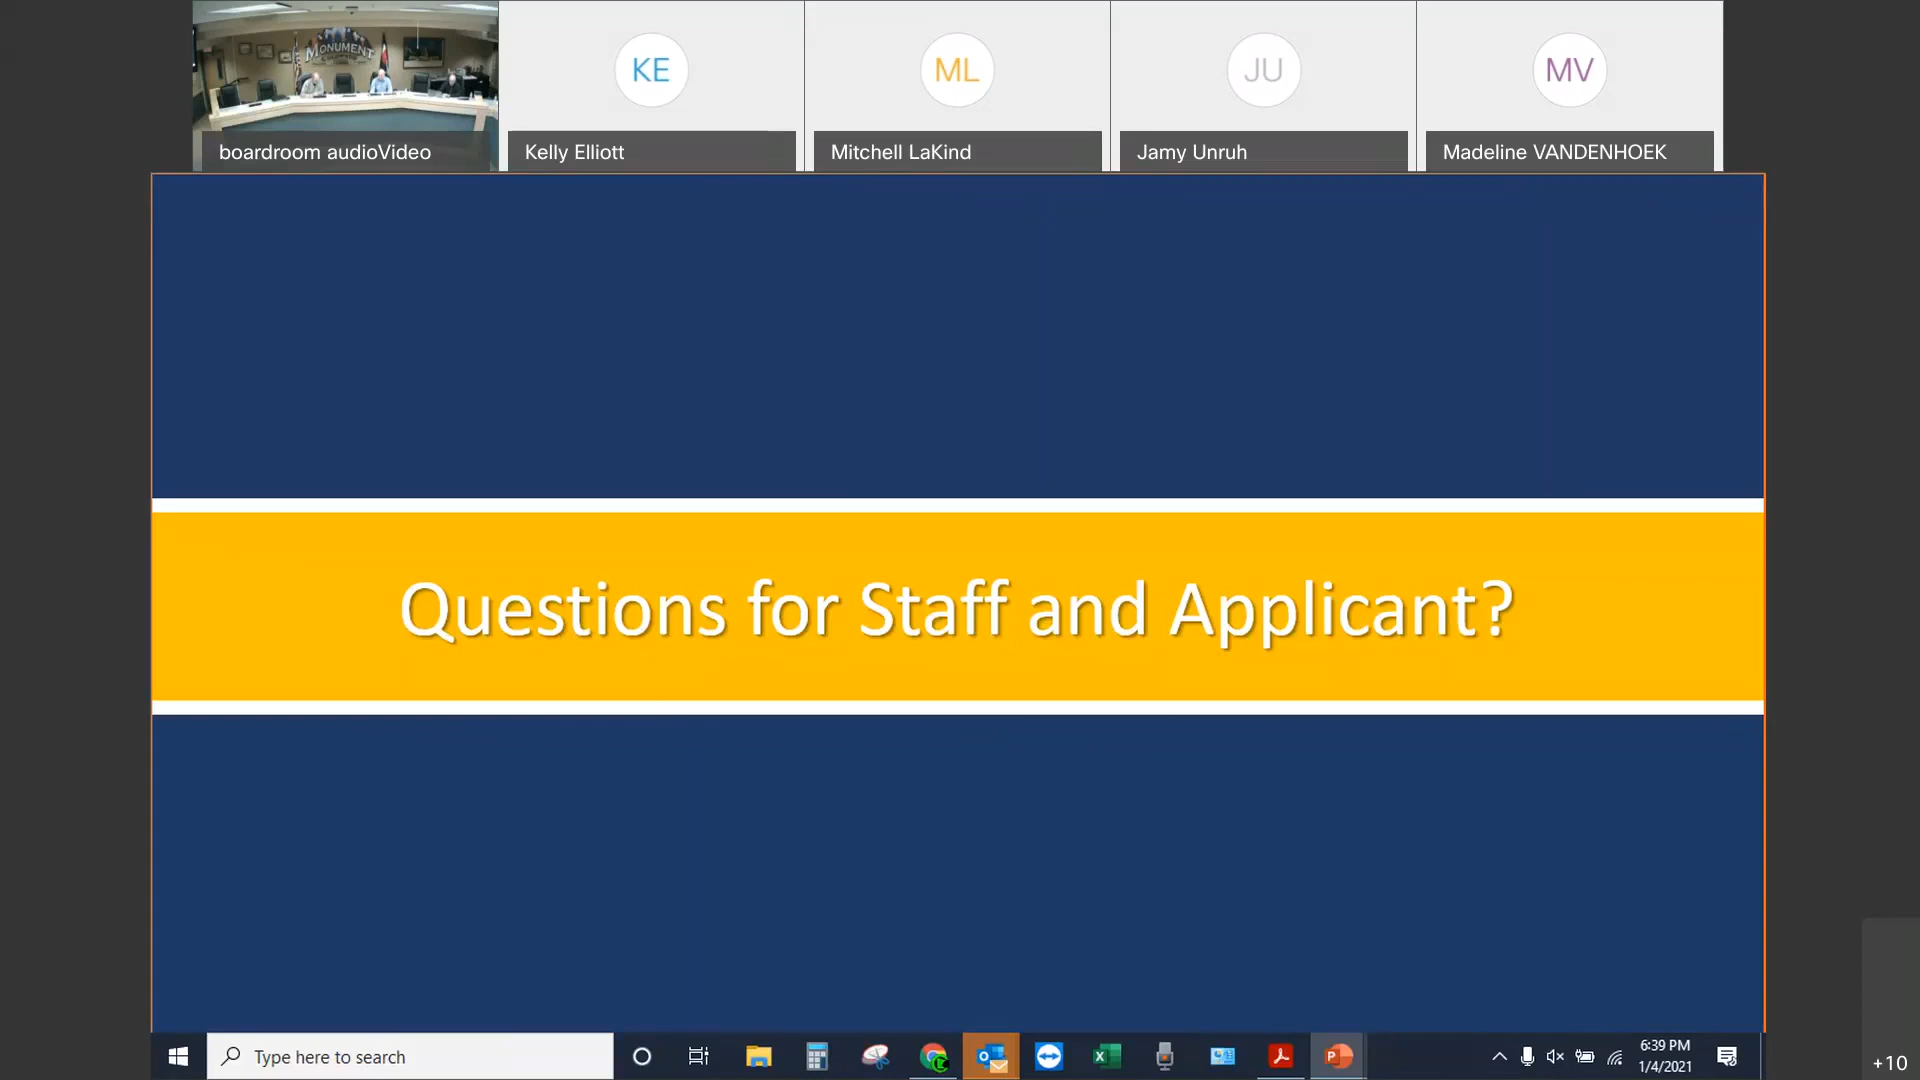 MONUMENT
boardroom audioVideo
KE
Kelly Elliott
ML
Mitchell LaKind
JU
Jamy Unruh
MV
Madeline VANDENHOEK
Questions for Staff and Applicant?
Type here to search
6:39 PM
1/4/2021
+10